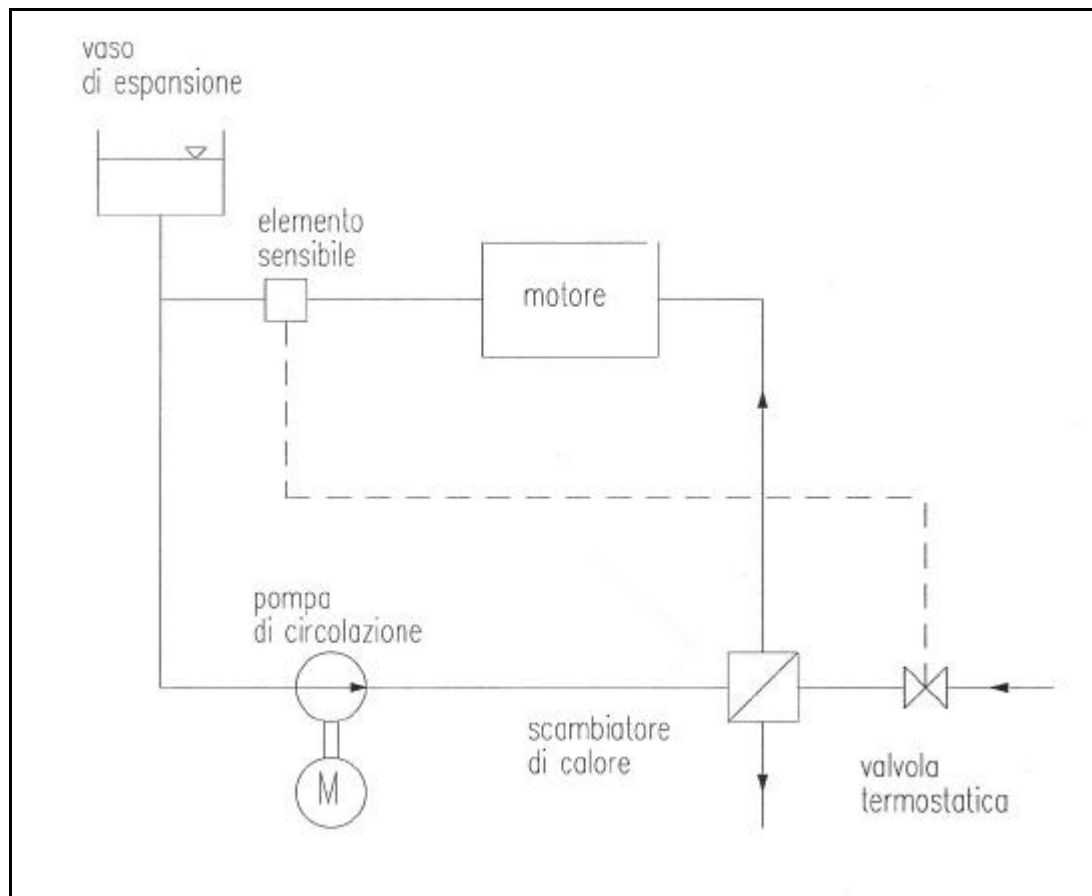 vaso
di espansione
elemento
sensibile
motore
pompa
di circolazione
M
scambiatore
di calore
valvola
termostatica